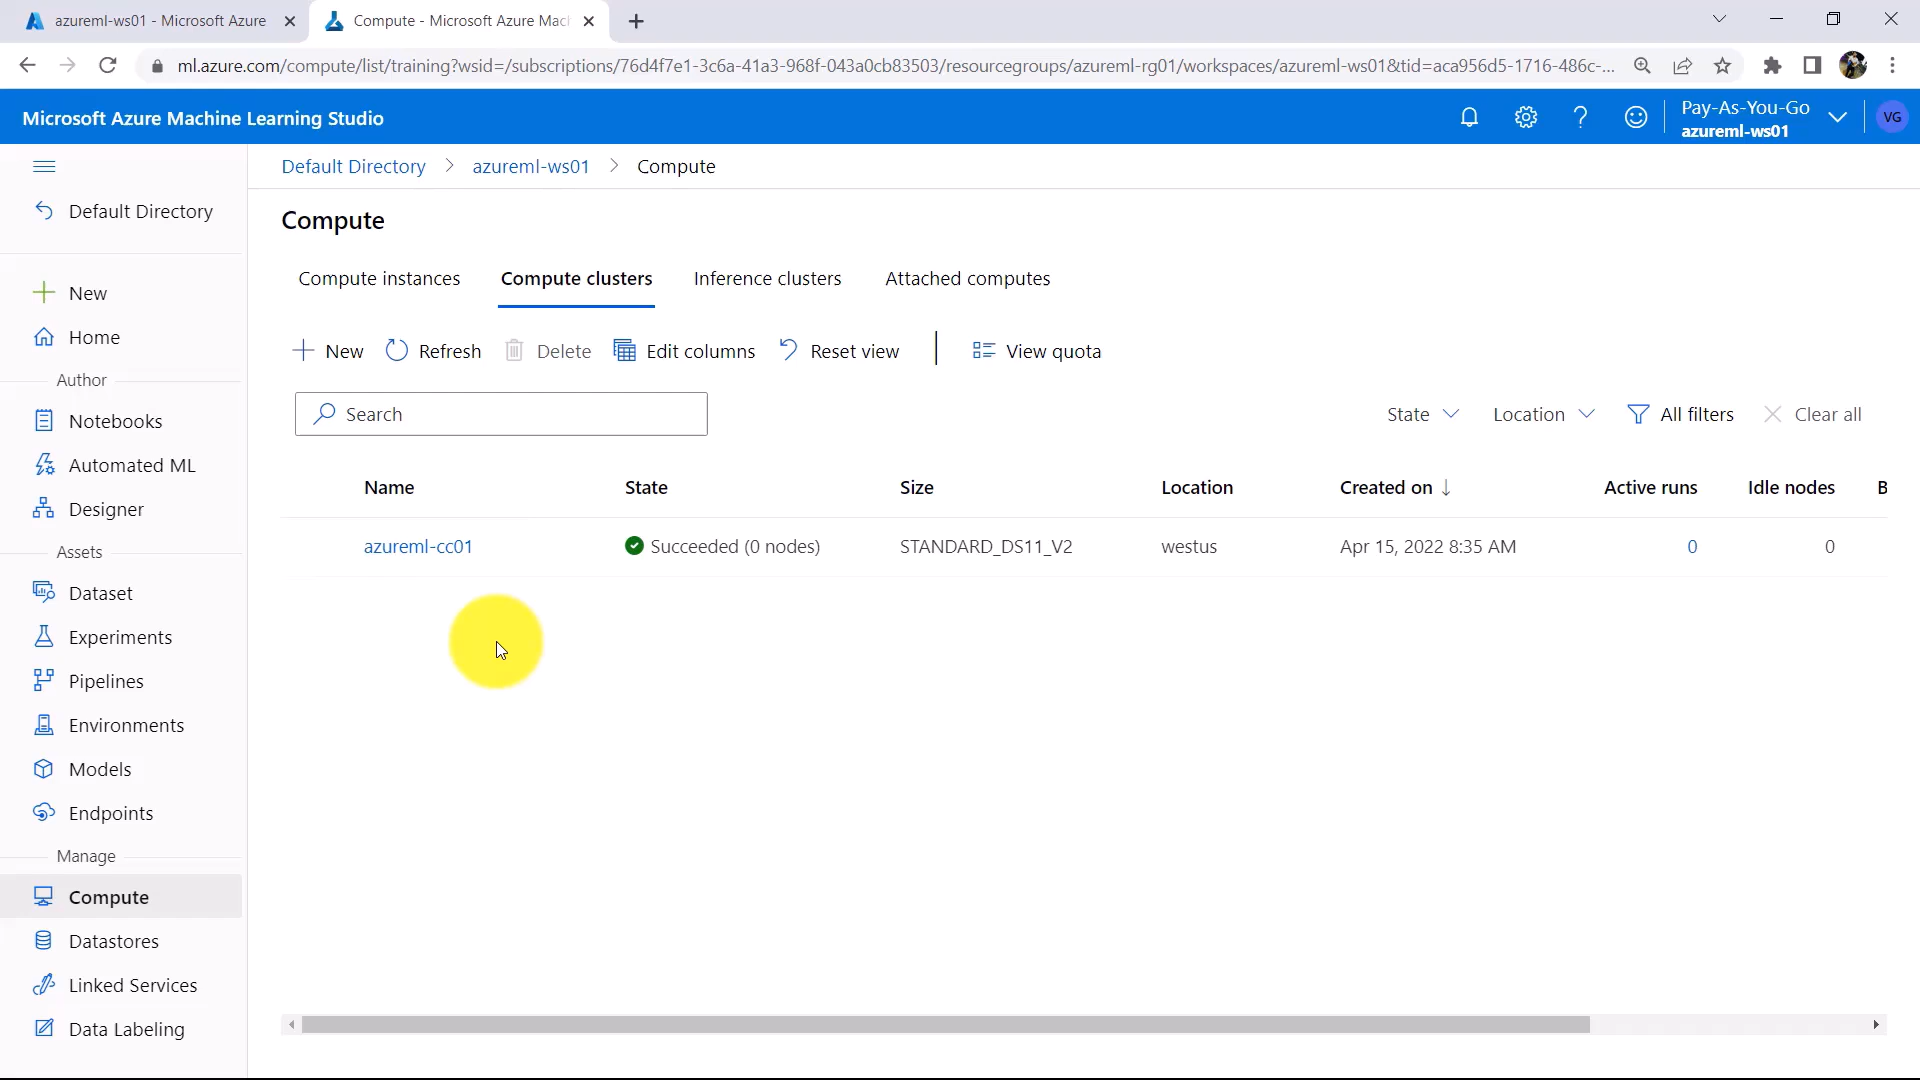 azureml-ws01 - Microsoft Azure
Compute - Microsoft Azure Mac
ml.azure.com/compute/list/training?wsid=/subscriptions/76d4f7e1-3c6a-41a3-968f-043a0cb83503/resourcegroups/azureml-rg01/workspaces/azureml-ws01&tid=aca956d5-1716-486c-...
Microsoft Azure Machine Learning Studio
Pay-As-You-Go
azureml-ws01
VG
Default Directory > azureml-ws01 > Compute
Default Directory
New
Home
Author
Notebooks
Automated ML
Designer
Assets
Dataset
Experiments
Pipelines
Environments
Models
Endpoints
Manage
Compute
Datastores
Linked Services
Data Labeling
Compute
Compute instances Compute clusters Inference clusters Attached computes
New Refresh Delete Edit columns Reset view View quota
Search
State Location All filters Clear all
Name State Size Location Created on ↓ Active runs Idle nodes B
azureml-cc01 Succeeded (0 nodes) STANDARD_DS11_V2 westus Apr 15, 2022 8:35 AM 0 0